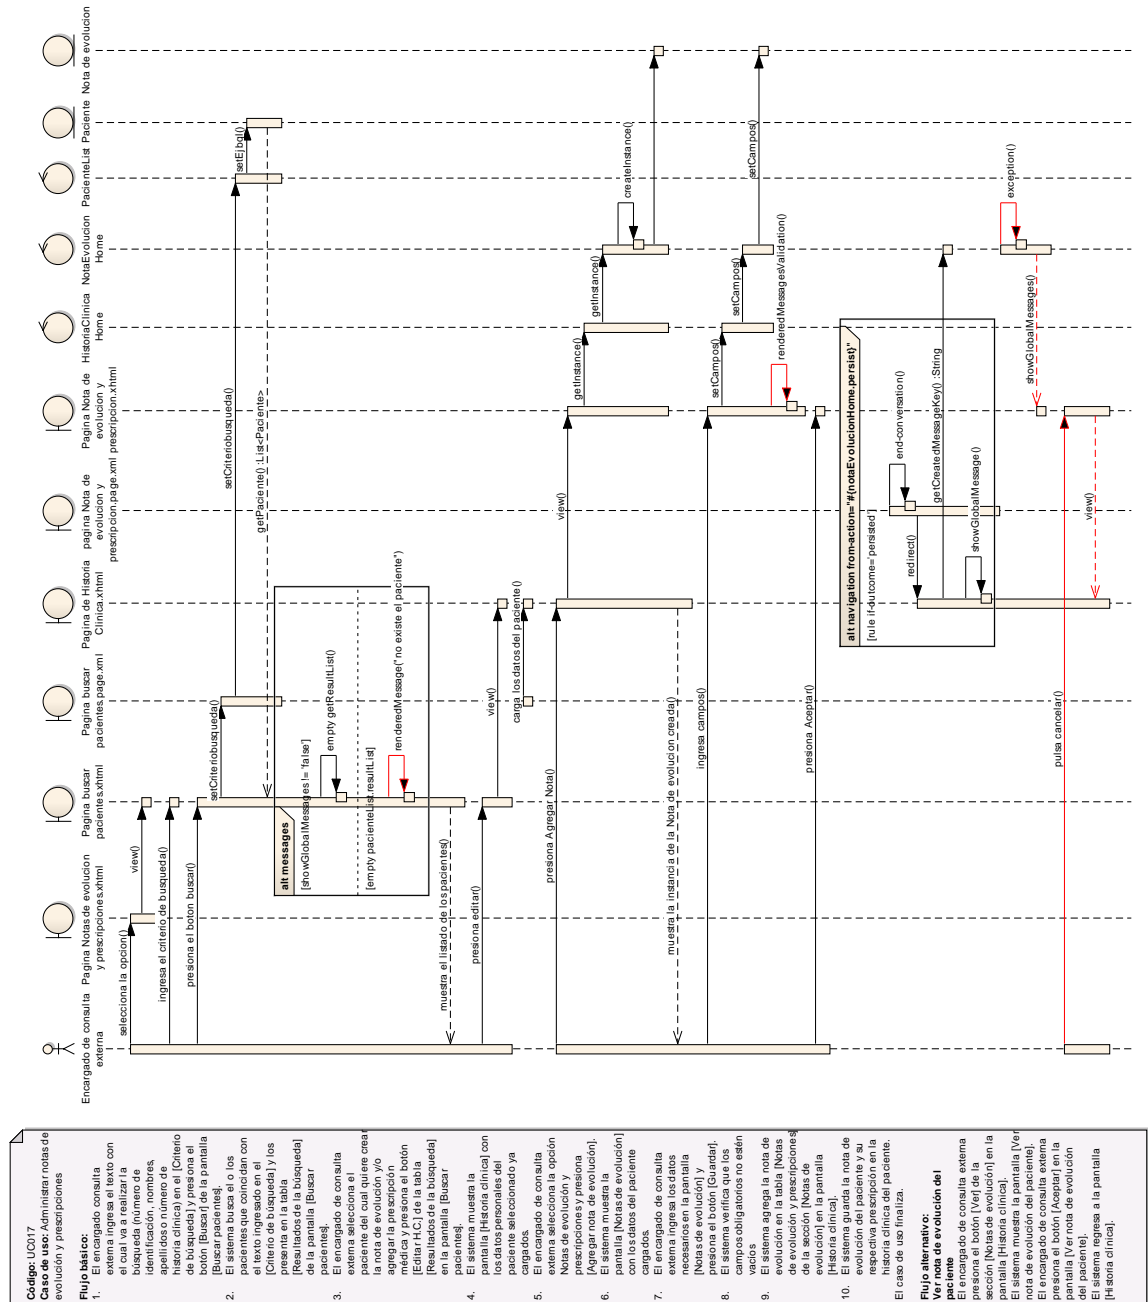 Código: UC017
Caso de uso: Administrar notas de
evolución y prescripciones
Flujo básico:
1. El encargado consulta
externa ingresa el texto con
el cual va a realizar la
búsqueda (número de
identificación, nombres,
apellidos o número de
historia clínica) en el [Criterio
de búsqueda] y presiona el
botón [Buscar] de la pantalla
[Buscar pacientes].
2. El sistema busca el o los
pacientes que coincidan con
el texto ingresado en el
[Criterio de búsqueda] y los
presenta en la tabla
[Resultados de la búsqueda]
de la pantalla [Buscar
pacientes].
3. El encargado de consulta
externa selecciona el
paciente del cual quiere crear
la nota de evolución y/o
agregar la prescripción
médica y presiona el botón
[Editar H.C.] de la tabla
[Resultados de la búsqueda]
en la pantalla [Buscar
pacientes].
4. El sistema muestra la
pantalla [Historia clínica] con
los datos personales del
paciente seleccionado ya
cargados.
5. El encargado de consulta
externa selecciona la opción
Notas de evolución y
prescripciones y presiona
[Agregar nota de evolución].
6. El sistema muestra la
pantalla [Notas de evolución]
con los datos del paciente
cargados
7. El encargado de consulta
externa ingresa los datos
necesarios en la pantalla
[Notas de evolución] y
presiona el botón [Guardar].
8. El sistema verifica que los
campos obligatorios no estén
vacíos
9. El sistema agrega la nota de
evolución en la tabla [Notas
de evolución y prescripciones]
de la sección [Notas de
evolución] en la pantalla
[Historia clínica].
10. El sistema guarda la nota de
evolución del paciente y su
respectiva prescripción en la
historia clínica del paciente.
El caso de uso finaliza.
Flujo alternativo:
Ver nota de evolución del
paciente
El encargado de consulta externa
presiona el botón [Ver] de la
sección [Notas de evolución] en la
pantalla [Historia clínica].
El sistema muestra la pantalla [Ver
nota de evolución del paciente].
El encargado de consulta externa
presiona el botón [Aceptar] en la
pantalla [Ver nota de evolución
del paciente].
El sistema regresa a la pantalla
[Historia clínica].
Encargado de consulta
externa
Pagina Notas de evolucion
y prescripciones.xhtml
Pagina buscar
pacientes.xhtml
Pagina buscar
pacientes.page.xml
Pagina de Historia
Clinica.xhtml
pagina Nota de
evolucion y
prescripcion.page.xml
Pagina Nota de
evolucion y
prescripcion.xhtml
HistoriaClinica
Home
NotaEvolucion
Home
PacienteList
Paciente
Nota de evolucion
selecciona la opcion()
view()
ingresa el criterio de busqueda()
presiona el boton buscar()
setCriteriobusqueda()
setCriteriobusqueda()
setEjbql()
getPaciente() :List<Paciente>
alt messages
[showGlobalMessages != 'false']
empty getResultList()
[empty pacienteList.resultList]
renderedMessage("no existe el paciente")
muestra el listado de los pacientes()
presiona editar()
view()
carga los datos del paciente()
presiona Agregar Nota()
view()
getInstance()
getInstance()
createInstance()
muestra la instancia de la Nota de evolucion creada()
ingresa campos()
setCampos()
setCampos()
setCampos()
renderedMessagesValidation()
presiona Aceptar()
alt navigation from-action="#{notaEvolucionHome.persist}"
[rule if-outcome='persisted']
end-conversation()
redirect()
getCreatedMessageKey() :String
showGlobalMessage()
exception()
showGlobalMessages()
pulsa cancelar()
view()